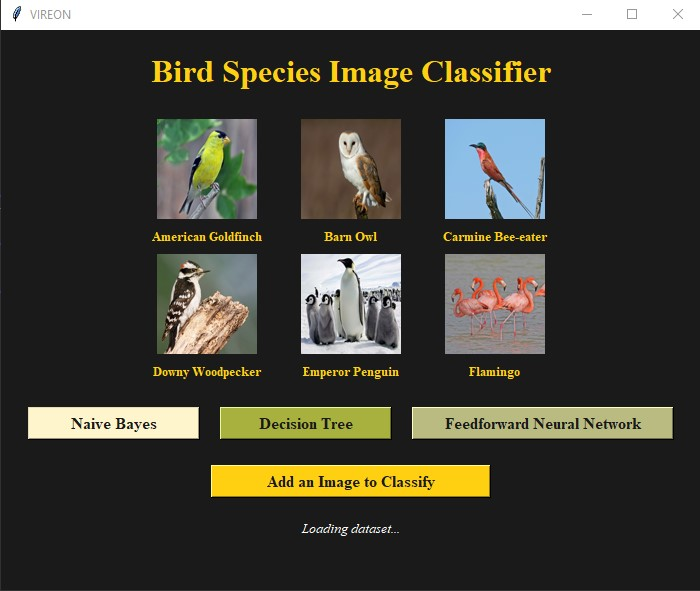 VIREON
Bird Species Image Classifier
American Goldfinch
Barn Owl
Carmine Bee-eater
Downy Woodpecker
Emperor Penguin
Flamingo
Naive Bayes
Decision Tree
Feedforward Neural Network
Add an Image to Classify
Loading dataset...